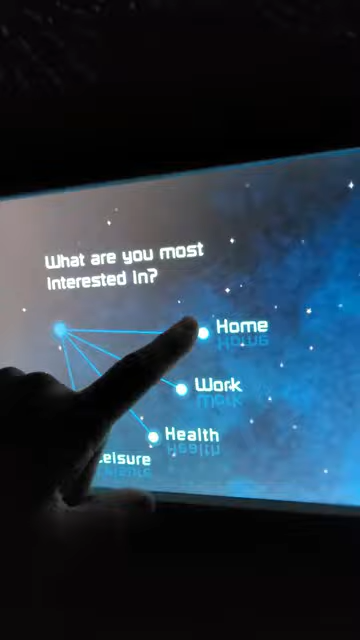 What are you most
interested in?
Home
Work
Health